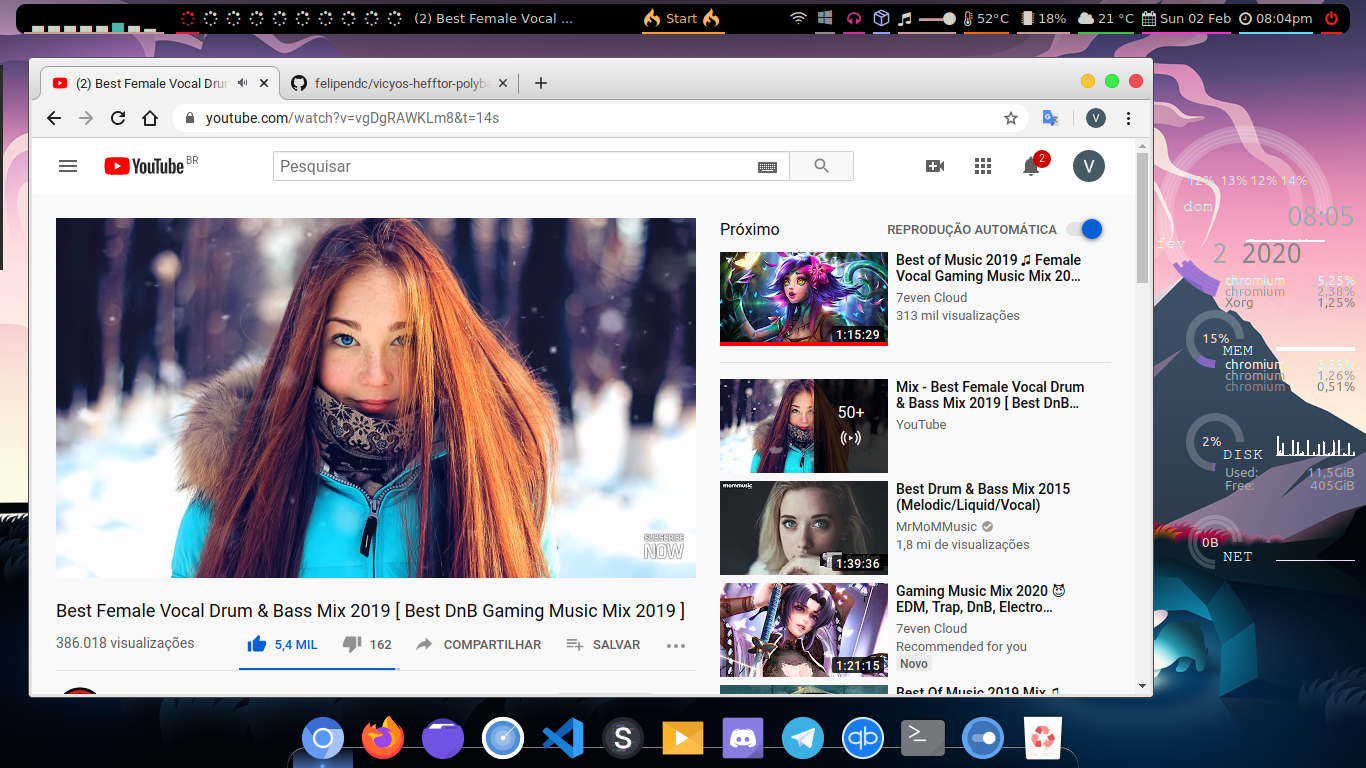 (2) Best Female Vocal ...
Start
52°C
18%
21 °C
Sun 02 Feb
08:04pm
(2) Best Female Vocal Drum
felipendc/vicyos-hefftor-polyba
youtube.com/watch?v=vgDgRAWKLm8&t=14s
V
YouTube BR
Pesquisar
2
V
SUBSCRIBE
NOW
Best Female Vocal Drum & Bass Mix 2019 [ Best DnB Gaming Music Mix 2019 ]
386.018 visualizações
5,4 MIL
162
COMPARTILHAR
SALVAR
Próximo
REPRODUÇÃO AUTOMÁTICA
1:15:29
Best of Music 2019 ♫ Female
Vocal Gaming Music Mix 20...
7even Cloud
313 mil visualizações
50+
Mix - Best Female Vocal Drum
& Bass Mix 2019 [ Best DnB...
YouTube
mommusic
1:39:36
Best Drum & Bass Mix 2015
(Melodic/Liquid/Vocal)
MrMoMMusic
1,8 mi de visualizações
1:21:15
Gaming Music Mix 2020 😈
EDM, Trap, DnB, Electro...
7even Cloud
Recommended for you
Novo
Best Of Music 2019 Mix ♫
12% 13% 12% 14%
dom
08:05
fev
2 2020
chromium 5,25%
chromium 2,38%
Xorg 1,25%
15%
MEM
chromium
chromium 1,26%
chromium 0,51%
2%
DISK
Used: 11.5GiB
Free: 405GiB
0B
NET
S
qb